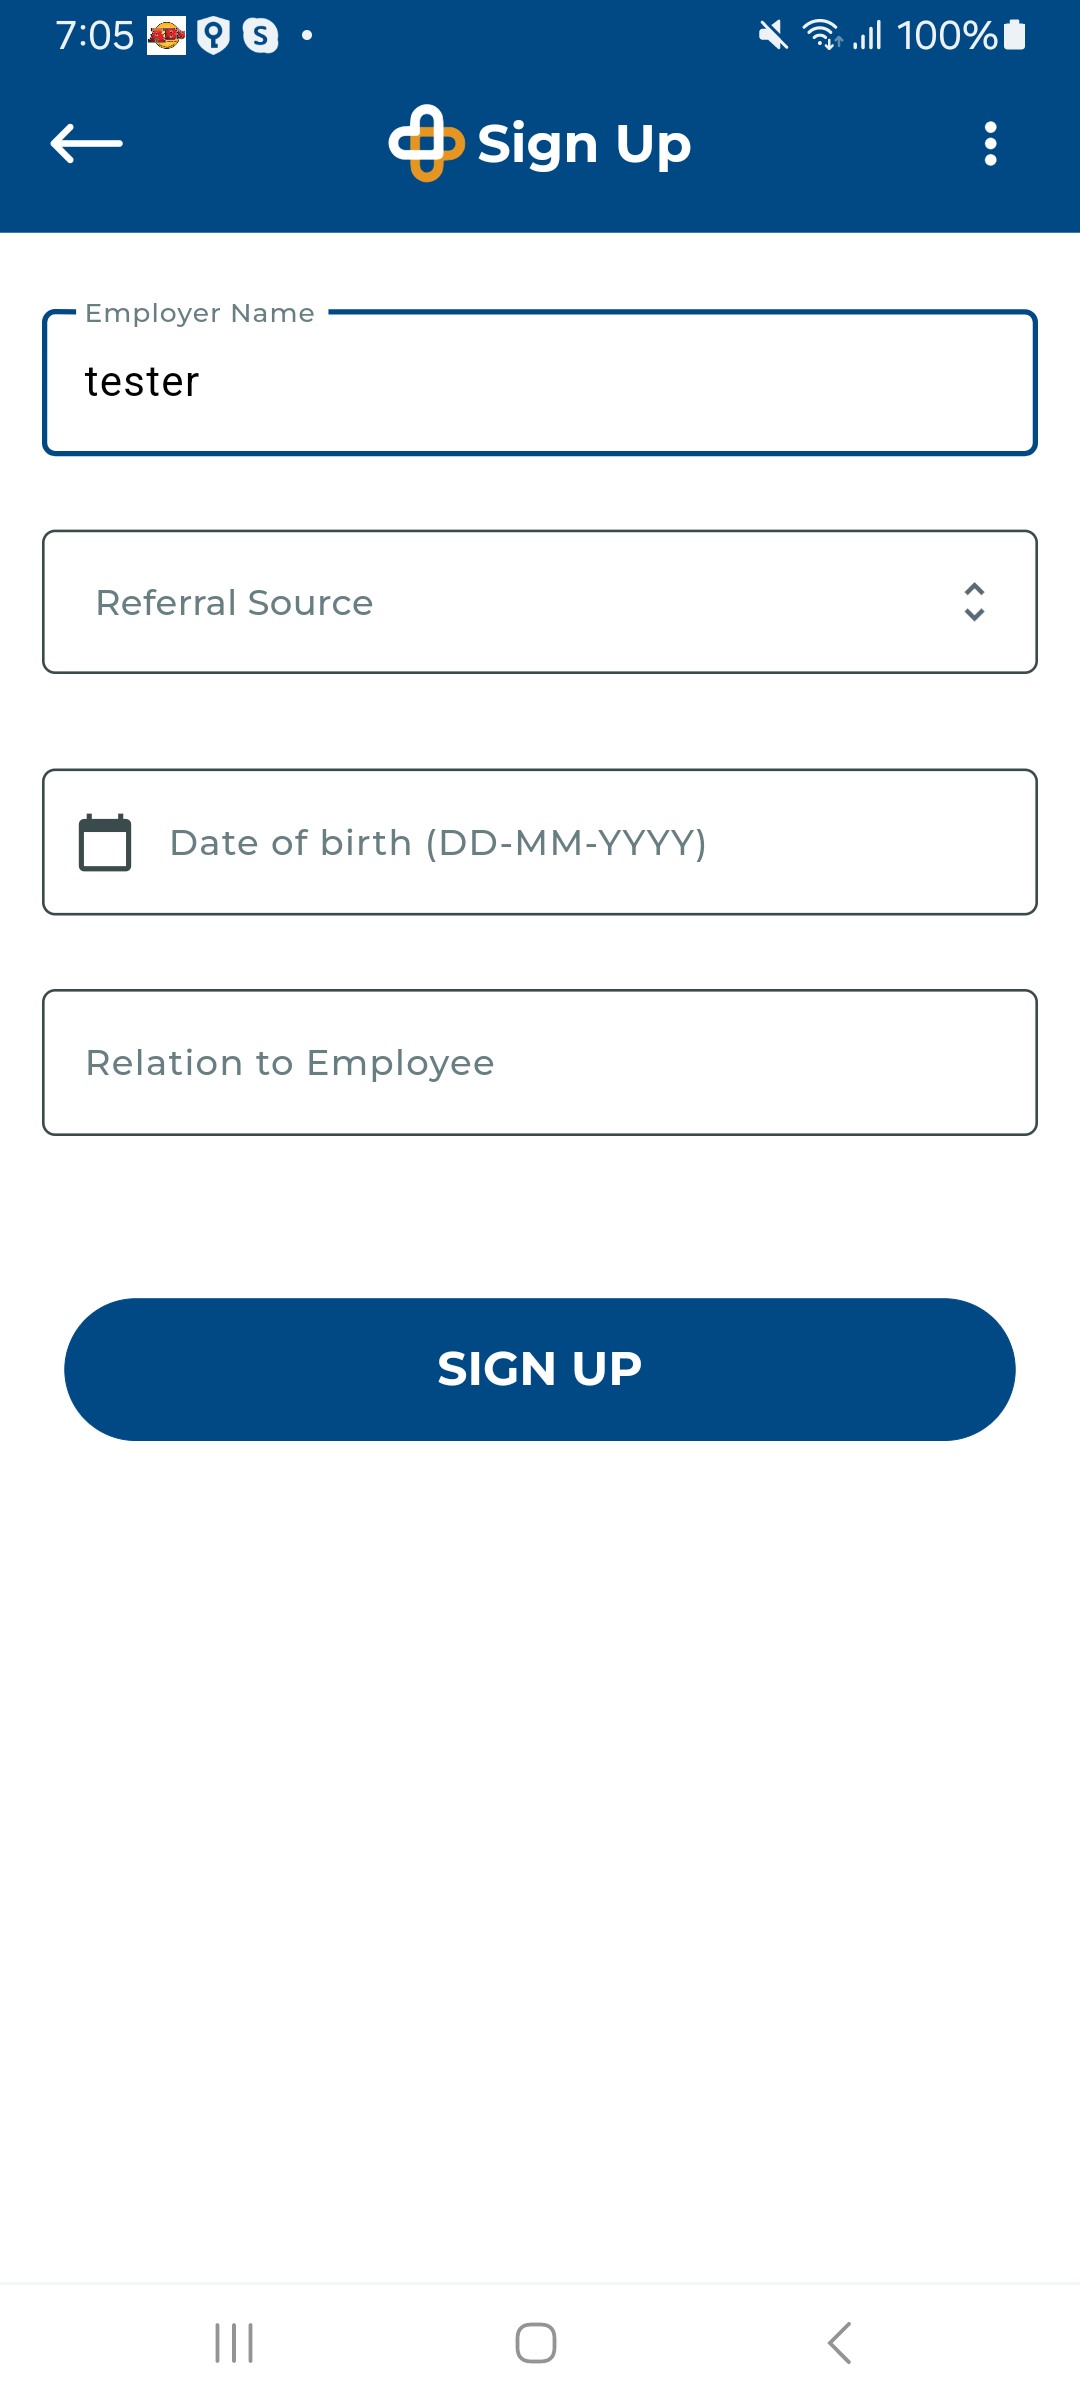 7:05 ABs S 100%
Sign Up
Employer Name
tester
Referral Source
Date of birth (DD-MM-YYYY)
Relation to Employee
SIGN UP